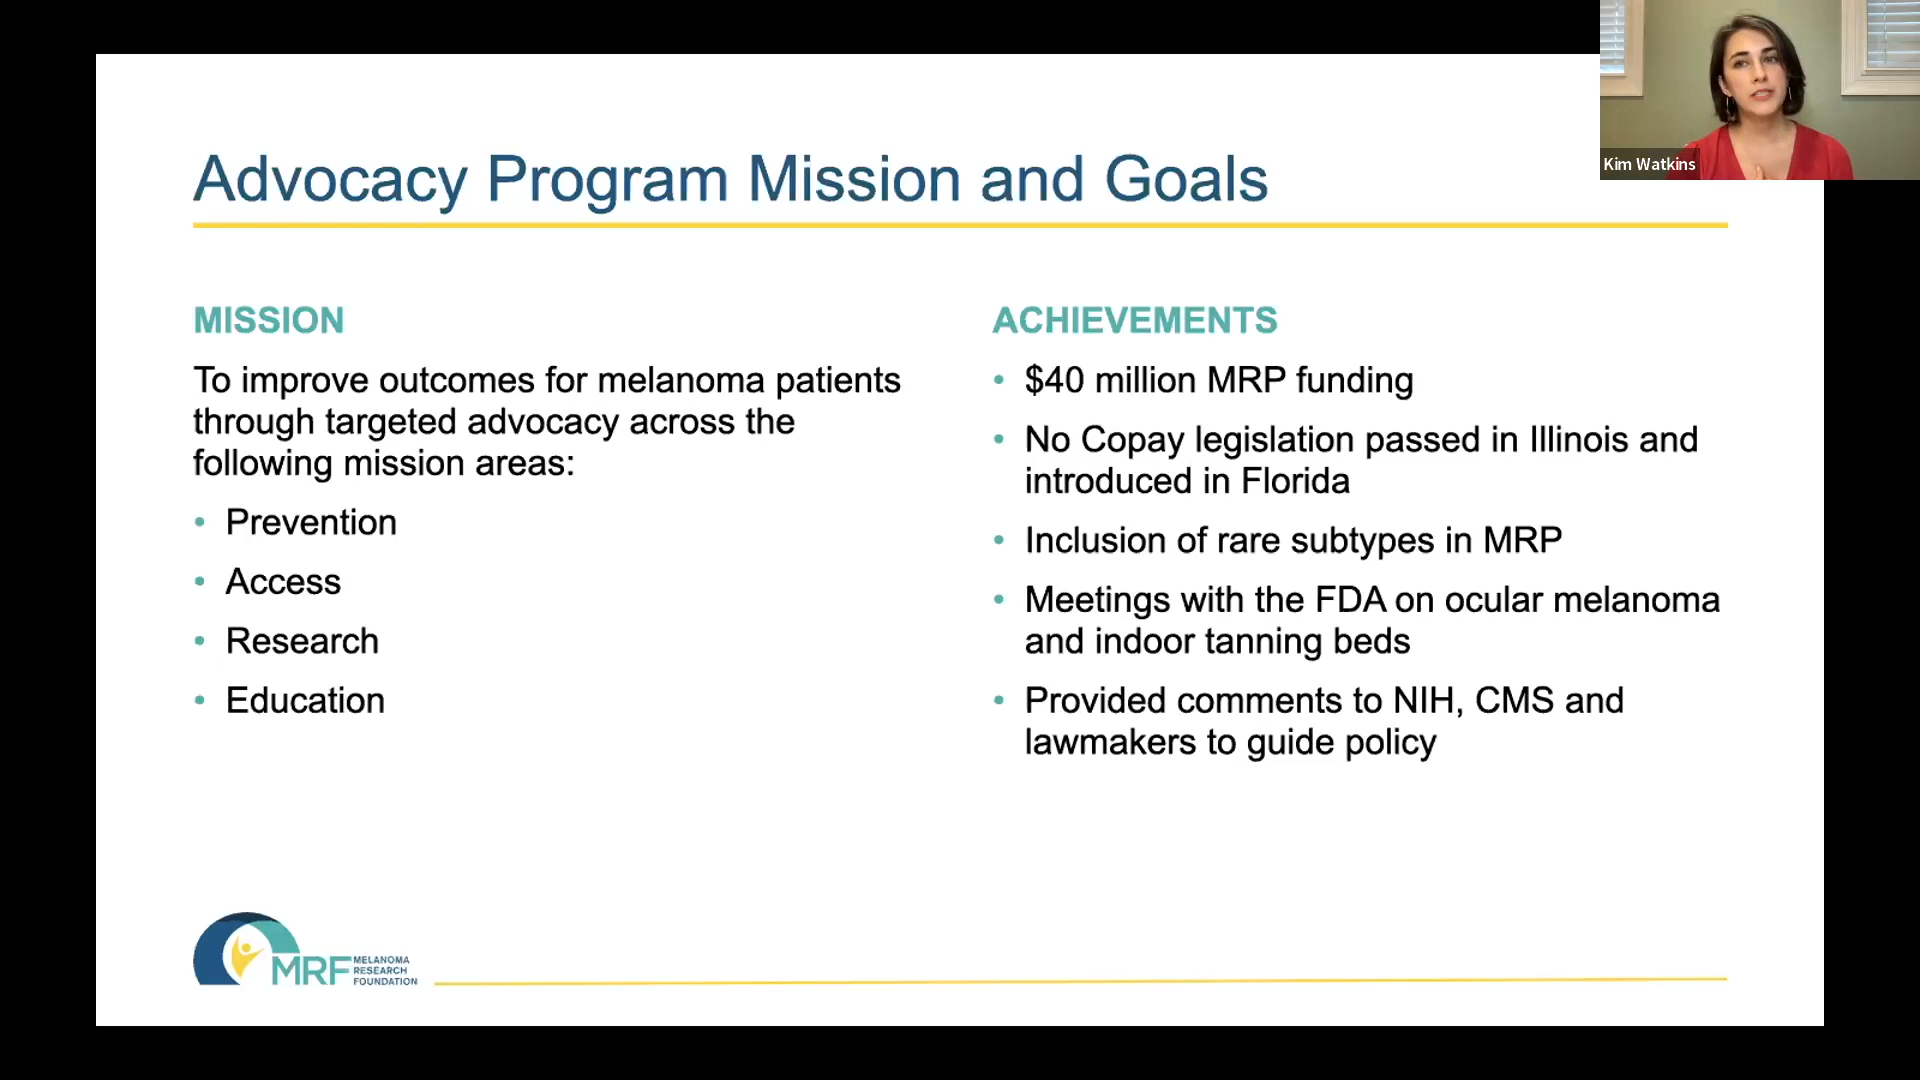 Kim Watkins
Advocacy Program Mission and Goals
MISSION
To improve outcomes for melanoma patients
through targeted advocacy across the
following mission areas:
• Prevention
• Access
• Research
• Education
ACHIEVEMENTS
• $40 million MRP funding
• No Copay legislation passed in Illinois and
introduced in Florida
• Inclusion of rare subtypes in MRP
• Meetings with the FDA on ocular melanoma
and indoor tanning beds
• Provided comments to NIH, CMS and
lawmakers to guide policy
MRF
MELANOMA
RESEARCH
FOUNDATION